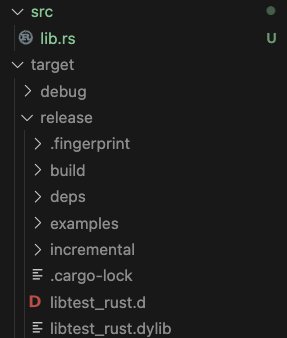 src
lib.rs U
target
debug
release
.fingerprint
build
deps
examples
incremental
.cargo-lock
D libtest_rust.d
libtest_rust.dylib